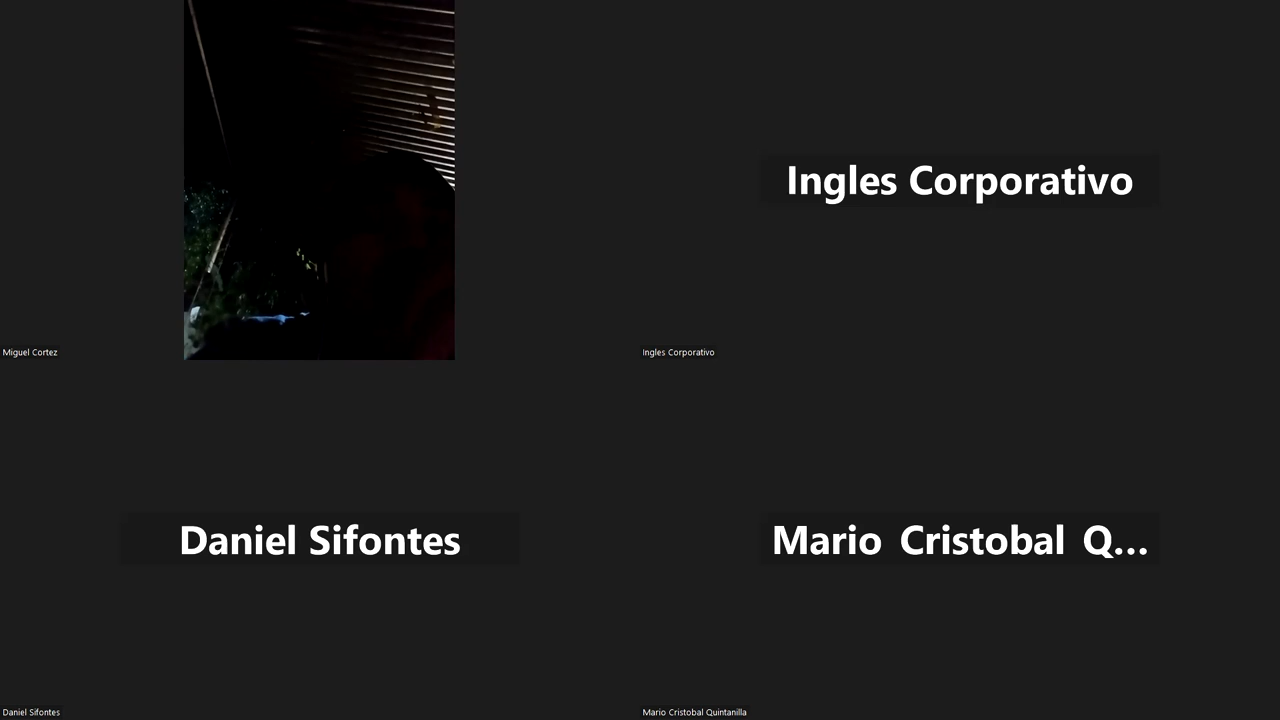 Ingles Corporativo
Miguel Cortez
Ingles Corporativo
Daniel Sifontes
Mario Cristobal Q...
Daniel Sifontes
Mario Cristobal Quintanilla